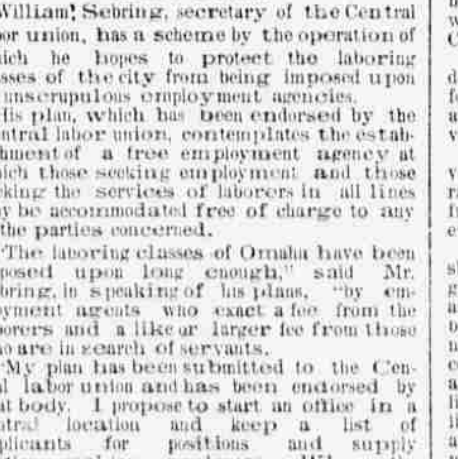 William! Sebring, secretary of the Central
bor union, has a scheme by the operation of
ich he hopes to protect the laboring
sses of the city from being imposed upon
unscrupulous employment agencies.
His plan, which has been endorsed by the
ntral labor union, contemplates the estab-
hment of a free employment agency at
ich those seeking employment and those
king the services of laborers in all lines
y be accommodated free of charge to any
the parties concerned.
"The laboring classes of Omaha have been
posed upon long enough," said Mr.
bring, in speaking of his plans, "by em-
oyment agents who exact a fee from the
borers and a like or larger fee from those
o are in search of servants.
"My plan has been submitted to the Cen-
al labor union and has been endorsed by
at body. I propose to start an office in a
ntral location and keep a list of
plicants for positions and supply